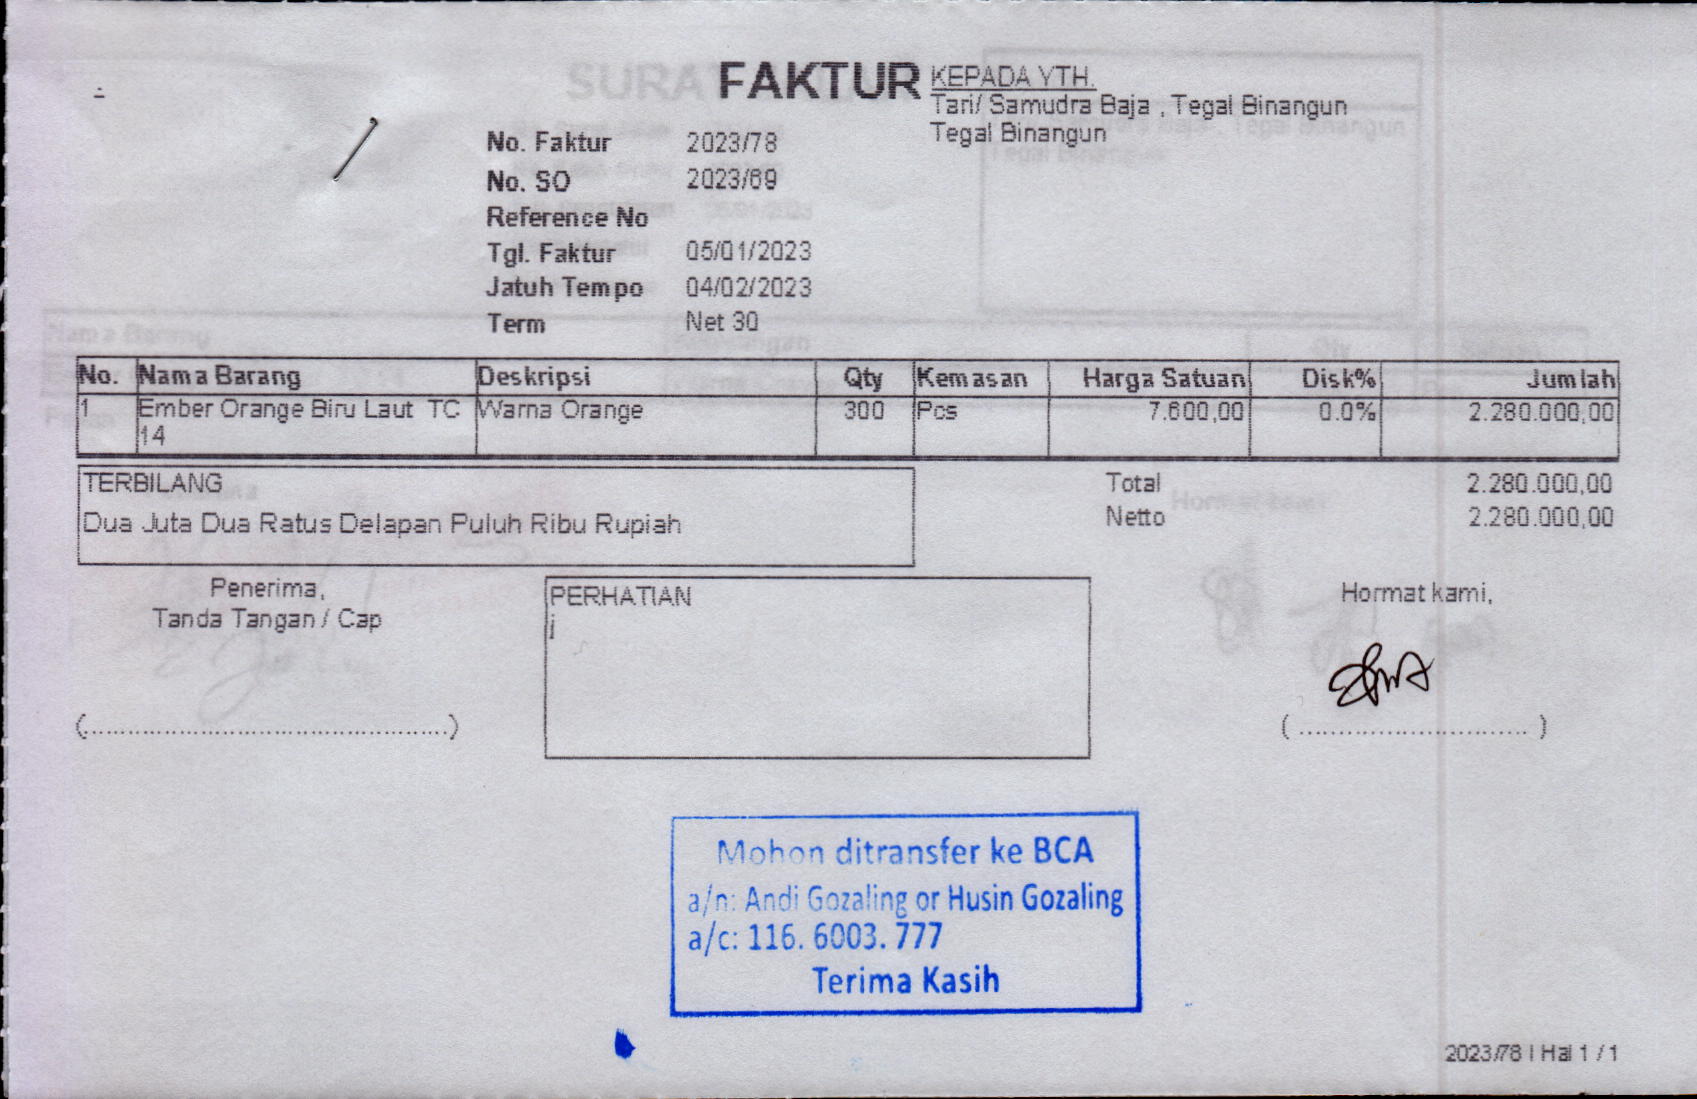 FAKTUR
KEPADA YTH.
Tari/ Samudra Baja , Tegal Binangun
Tegal Binangun
No. Faktur 2023/78
No. SO 2023/69
Reference No
Tgl. Faktur 05/01/2023
Jatuh Tempo 04/02/2023
Term Net 30
No. Nama Barang Deskripsi Qty Kemasan Harga Satuan Disk% Jumlah
1 Ember Orange Biru Laut TC Warna Orange 300 Pcs 7.600,00 0.0% 2.280.000,00
14
TERBILANG
Dua Juta Dua Ratus Delapan Puluh Ribu Rupiah
Total 2.280.000,00
Netto 2.280.000,00
Penerima,
Tanda Tangan / Cap
(................................................)
PERHATIAN
j
Hormat kami,
( ............................. )
Mohon ditransfer ke BCA
a/n: Andi Gozaling or Husin Gozaling
a/c: 116. 6003. 777
Terima Kasih
2023/78 | Hal 1 / 1